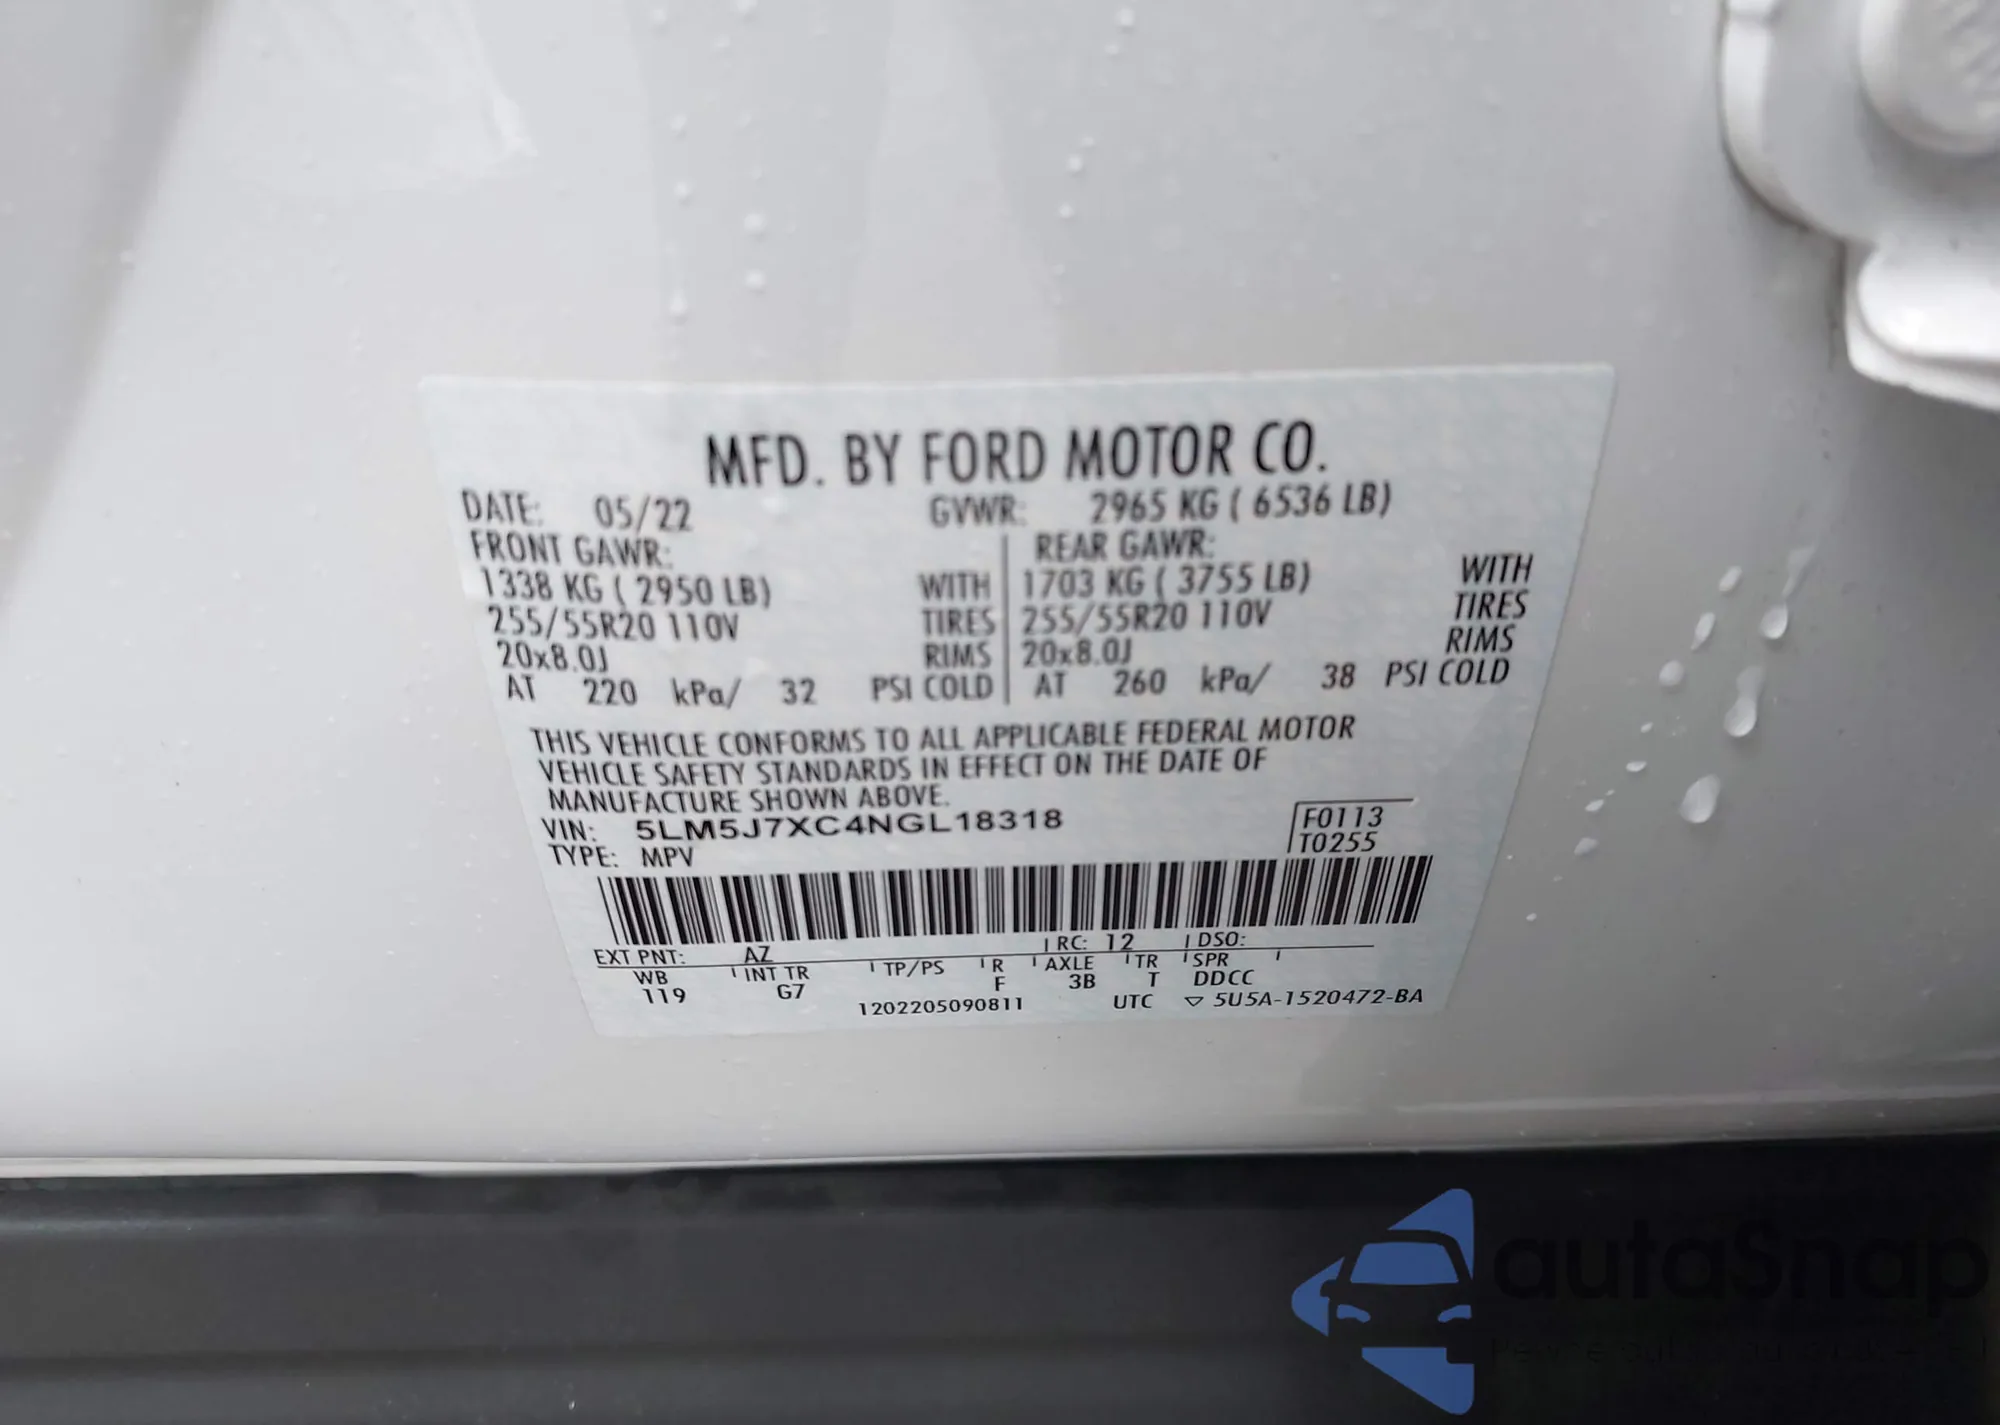 MFD. BY FORD MOTOR CO.
DATE: 05/22 GVWR: 2965 KG ( 6536 LB)
FRONT GAWR: REAR GAWR:
1338 KG ( 2950 LB) WITH 1703 KG ( 3755 LB) WITH
255/55R20 110V TIRES 255/55R20 110V TIRES
20x8.0J RIMS 20x8.0J RIMS
AT 220 kPa/ 32 PSI COLD AT 260 kPa/ 38 PSI COLD
THIS VEHICLE CONFORMS TO ALL APPLICABLE FEDERAL MOTOR
VEHICLE SAFETY STANDARDS IN EFFECT ON THE DATE OF
MANUFACTURE SHOWN ABOVE.
VIN: 5LM5J7XC4NGL18318 F0113
TYPE: MPV T0255
EXT PNT: AZ RC: 12 DSO:
WB INT TR TP/PS R AXLE TR SPR
119 G7 F 3B T DDCC
1202205090811 UTC ▽ 5U5A-1520472-BA
autaSnap